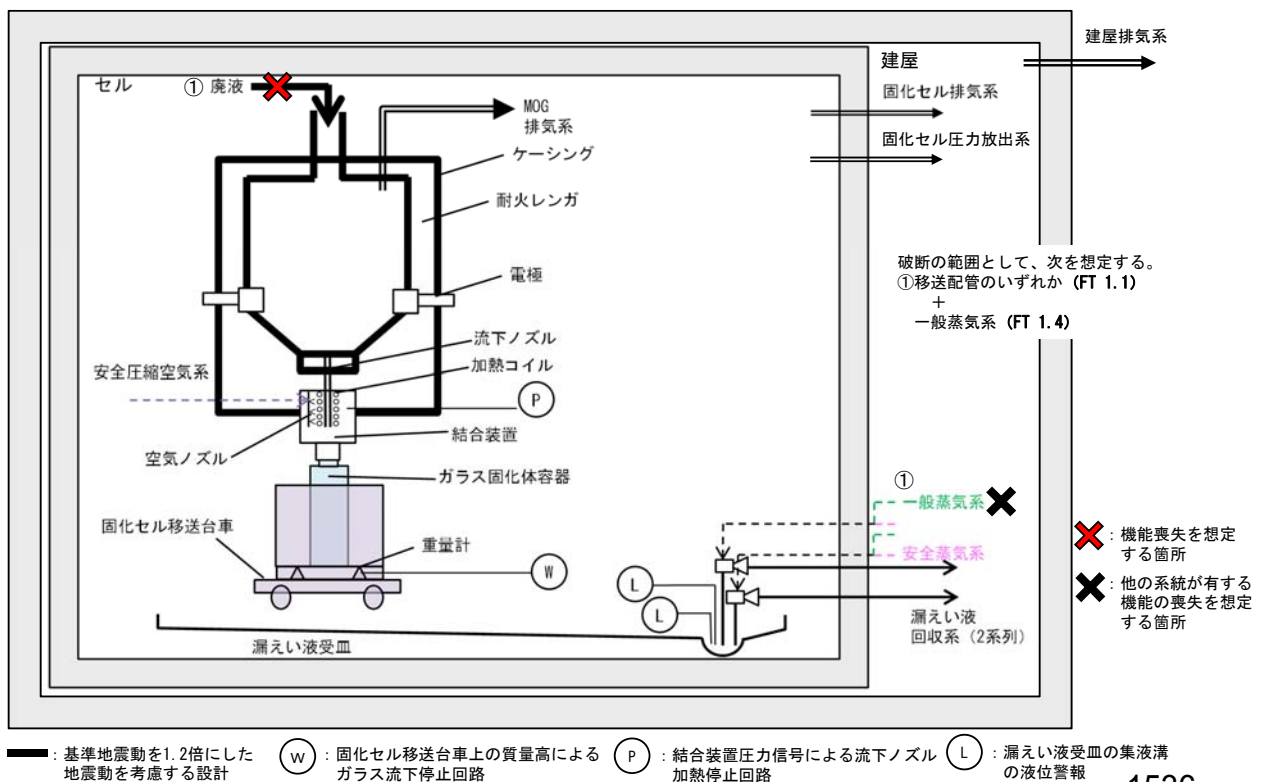 建屋排気系
建屋
セル
① 廃液
固化セル排気系
MOG
排気系
固化セル圧力放出系
ケーシング
耐火レンガ
破断の範囲として、次を想定する。
①移送配管のいずれか (FT 1.1)
+
一般蒸気系 (FT 1.4)
電極
流下ノズル
加熱コイル
安全圧縮空気系
P
結合装置
空気ノズル
ガラス固化体容器
①
一般蒸気系
固化セル移送台車
重量計
安全蒸気系
: 機能喪失を想定
する箇所
W
L
L
: 他の系統が有する
機能の喪失を想定
する箇所
漏えい液
回収系（2系列）
漏えい液受皿
: 基準地震動を1.2倍にした
地震動を考慮する設計
W : 固化セル移送台車上の質量高による
ガラス流下停止回路
P : 結合装置圧力信号による流下ノズル
加熱停止回路
L : 漏えい液受皿の集液溝
の液位警報